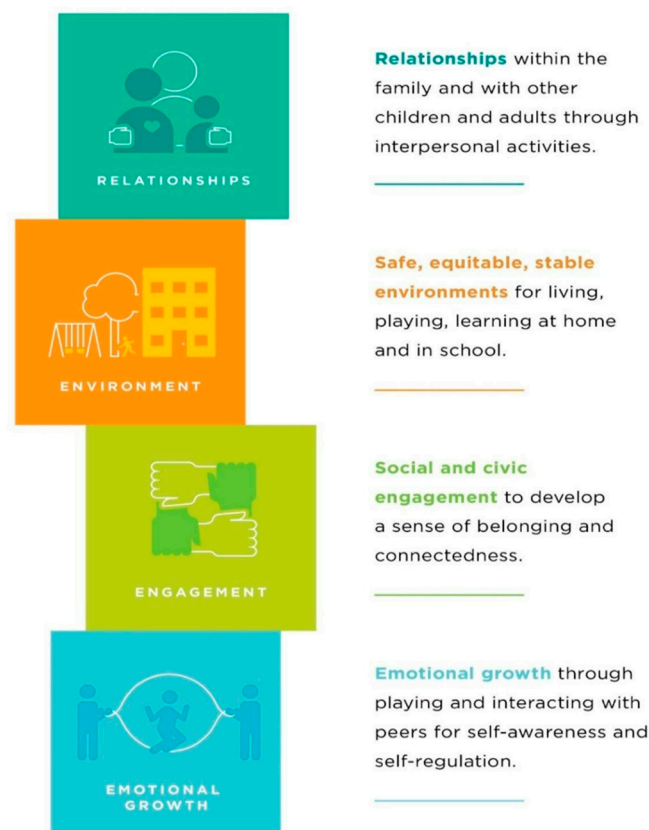 RELATIONSHIPS
Relationships within the
family and with other
children and adults through
interpersonal activities.
ENVIRONMENT
Safe, equitable, stable
environments for living,
playing, learning at home
and in school.
ENGAGEMENT
Social and civic
engagement to develop
a sense of belonging and
connectedness.
EMOTIONAL
GROWTH
Emotional growth through
playing and interacting with
peers for self-awareness and
self-regulation.